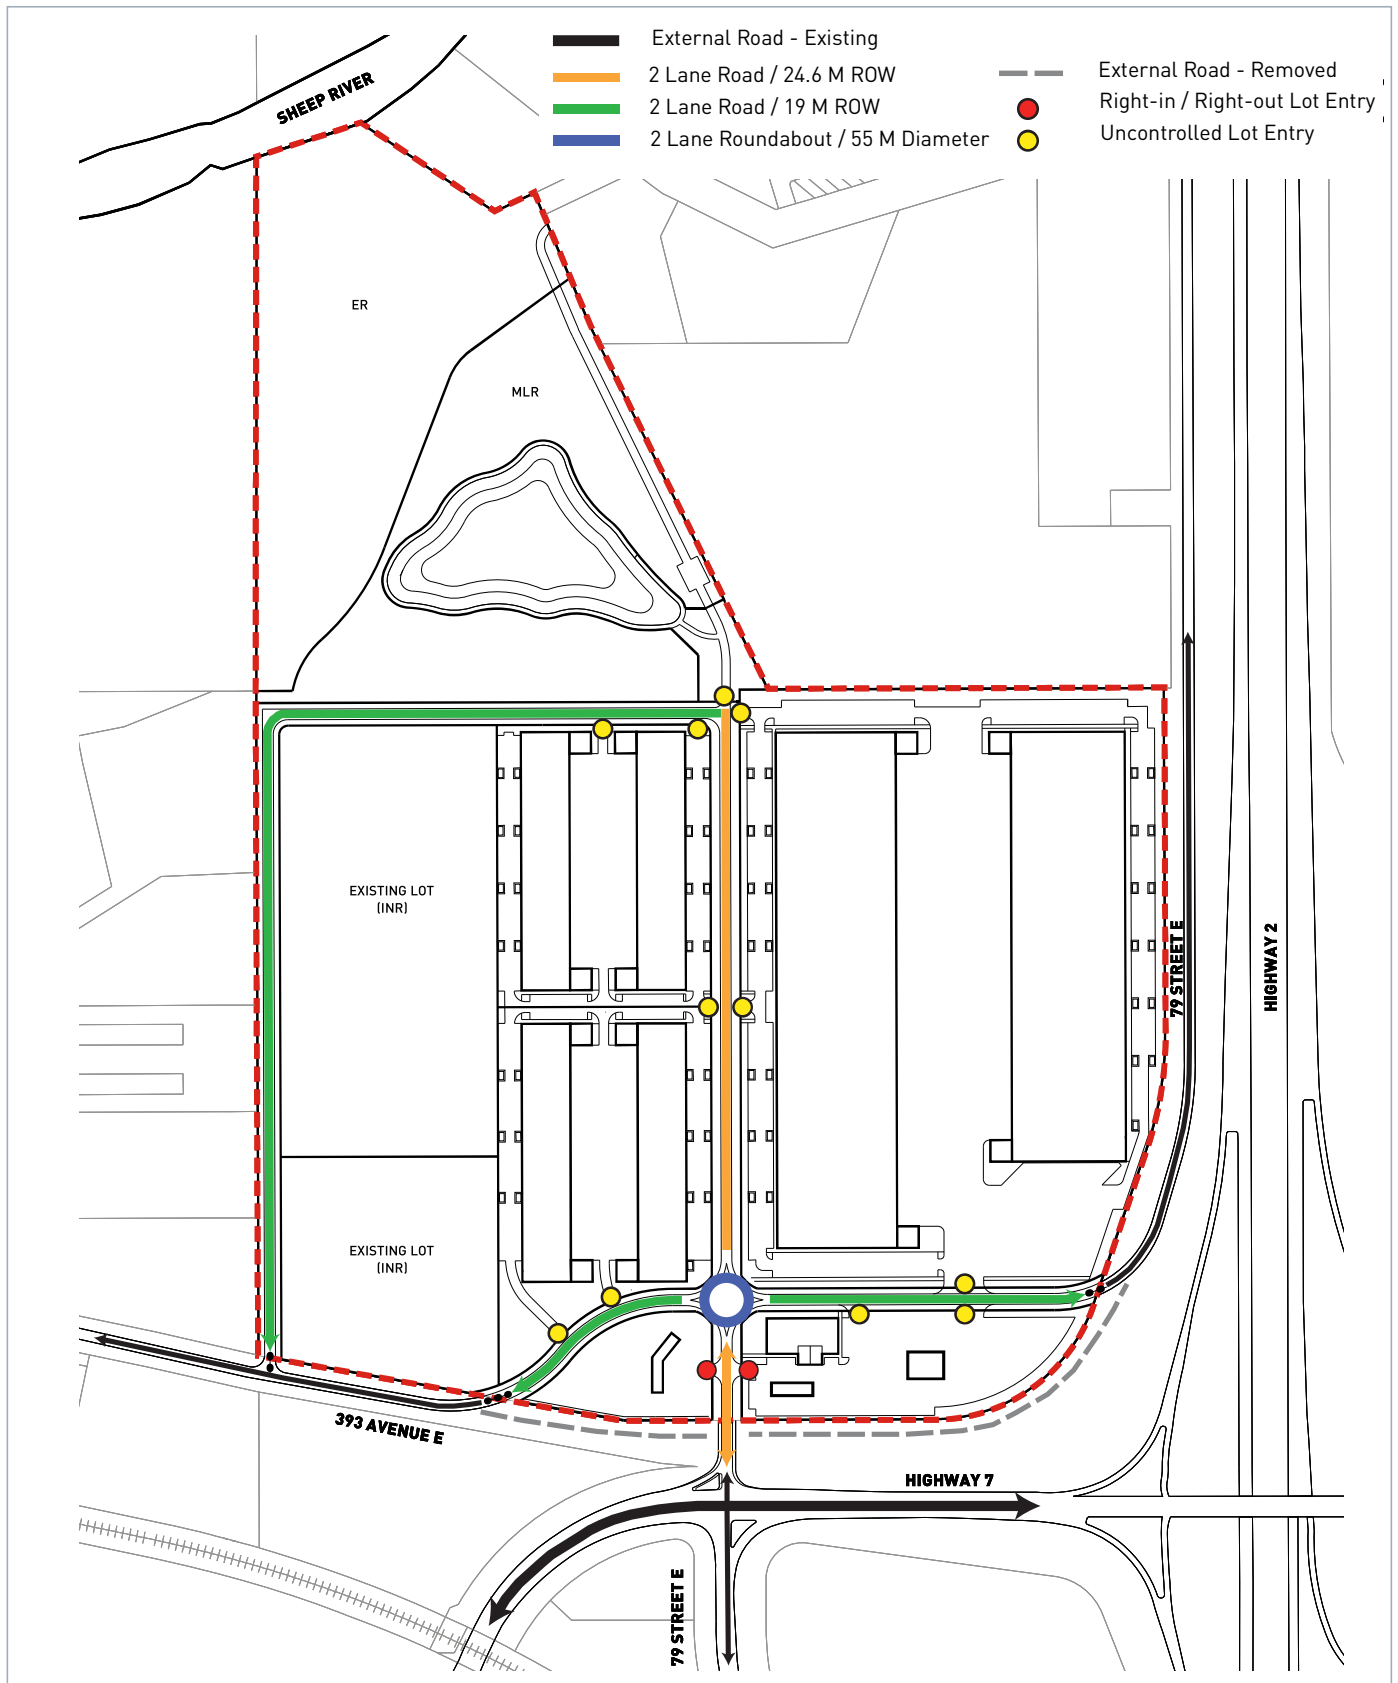 External Road - Existing
2 Lane Road / 24.6 M ROW
2 Lane Road / 19 M ROW
2 Lane Roundabout / 55 M Diameter
External Road - Removed
Right-in / Right-out Lot Entry
Uncontrolled Lot Entry
SHEEP RIVER
ER
MLR
EXISTING LOT
(INR)
79 STREET E
HIGHWAY 2
EXISTING LOT
(INR)
393 AVENUE E
HIGHWAY 7
79 STREET E